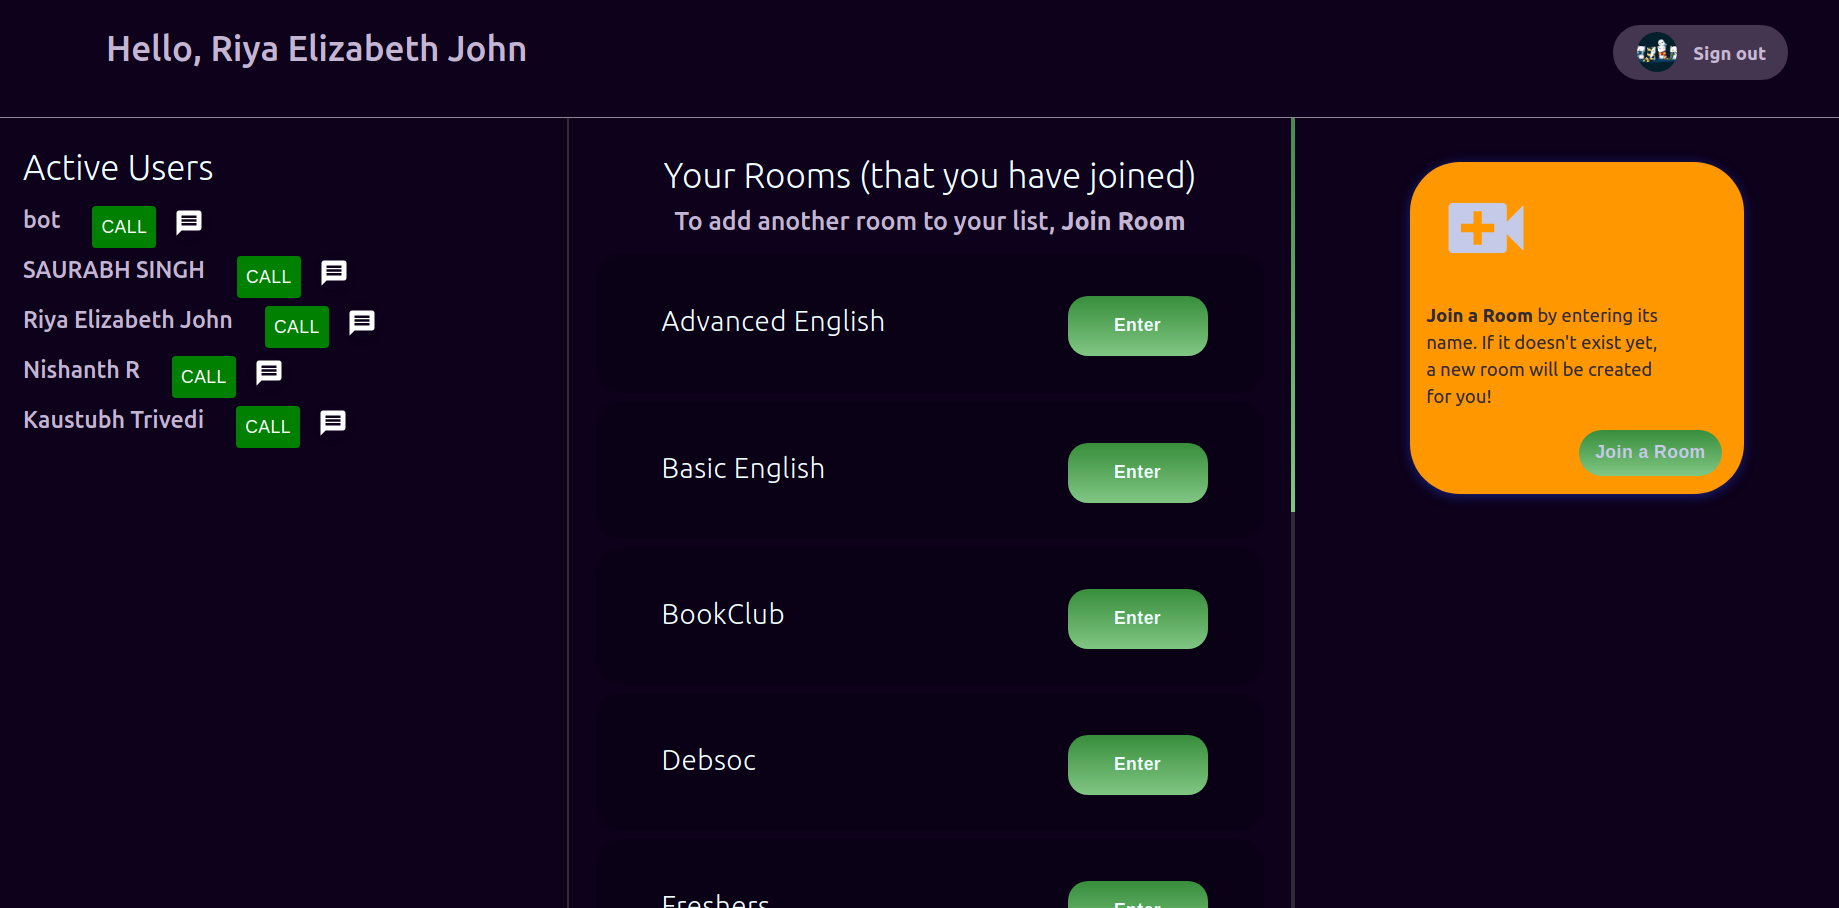 Hello, Riya Elizabeth John
Sign out
Active Users
bot CALL
SAURABH SINGH CALL
Riya Elizabeth John CALL
Nishanth R CALL
Kaustubh Trivedi CALL
Your Rooms (that you have joined)
To add another room to your list, Join Room
Advanced English Enter
Basic English Enter
BookClub Enter
Debsoc Enter
Freshers Enter
Join a Room by entering its
name. If it doesn't exist yet,
a new room will be created
for you!
Join a Room